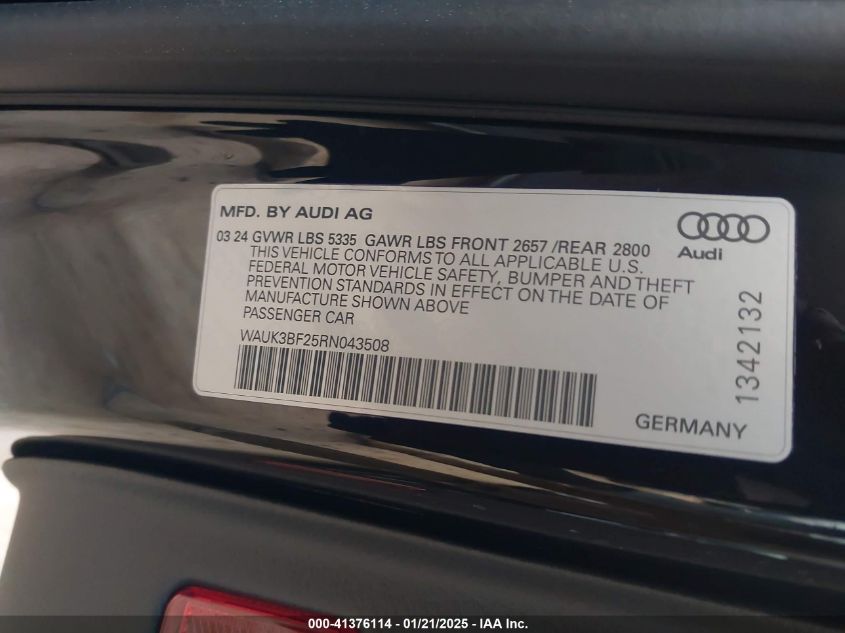 MFD. BY AUDI AG
03 24 GVWR LBS 5335 GAWR LBS FRONT 2657 /REAR 2800
THIS VEHICLE CONFORMS TO ALL APPLICABLE U.S.
FEDERAL MOTOR VEHICLE SAFETY, BUMPER AND THEFT
PREVENTION STANDARDS IN EFFECT ON THE DATE OF
MANUFACTURE SHOWN ABOVE
PASSENGER CAR
WAUK3BF25RN043508
Audi
1342132
GERMANY
000-41376114 - 01/21/2025 - IAA Inc.